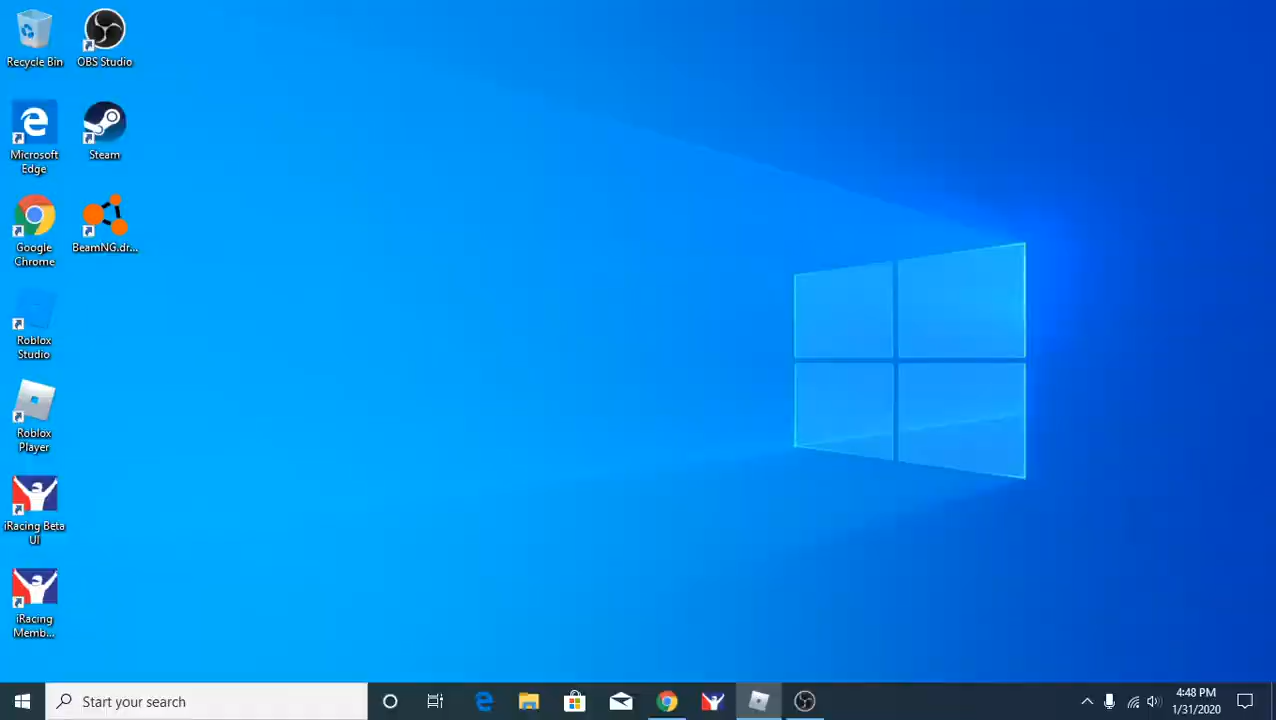 Recycle Bin
OBS Studio
Microsoft
Edge
Steam
Google
Chrome
BeamNG.dr...
Roblox
Studio
Roblox
Player
iRacing Beta
UI
iRacing
Memb...
Start your search
4:48 PM
1/31/2020